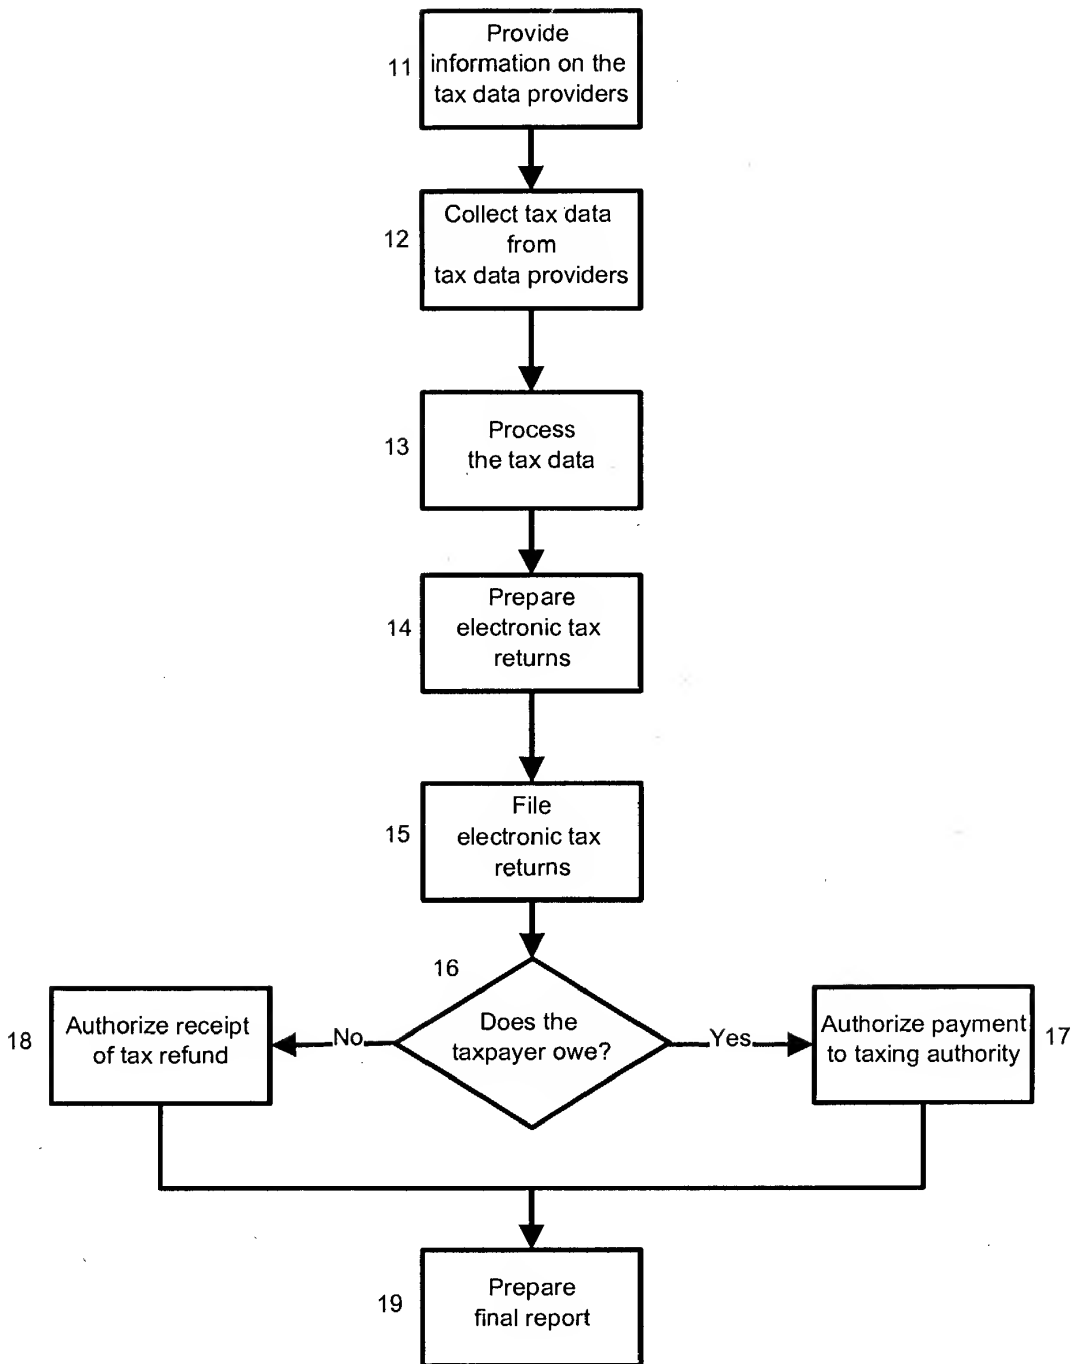 Provide
11
information on the
tax data providers
Collect tax data
12
from
tax data providers
Process
13
the tax data
Prepare
14
electronic tax
returns
File
15
electronic tax
returns
16
Does the
taxpayer owe?
18
Authorize receipt
of tax refund
No
Yes
Authorize payment
to taxing authority
17
Prepare
19
final report